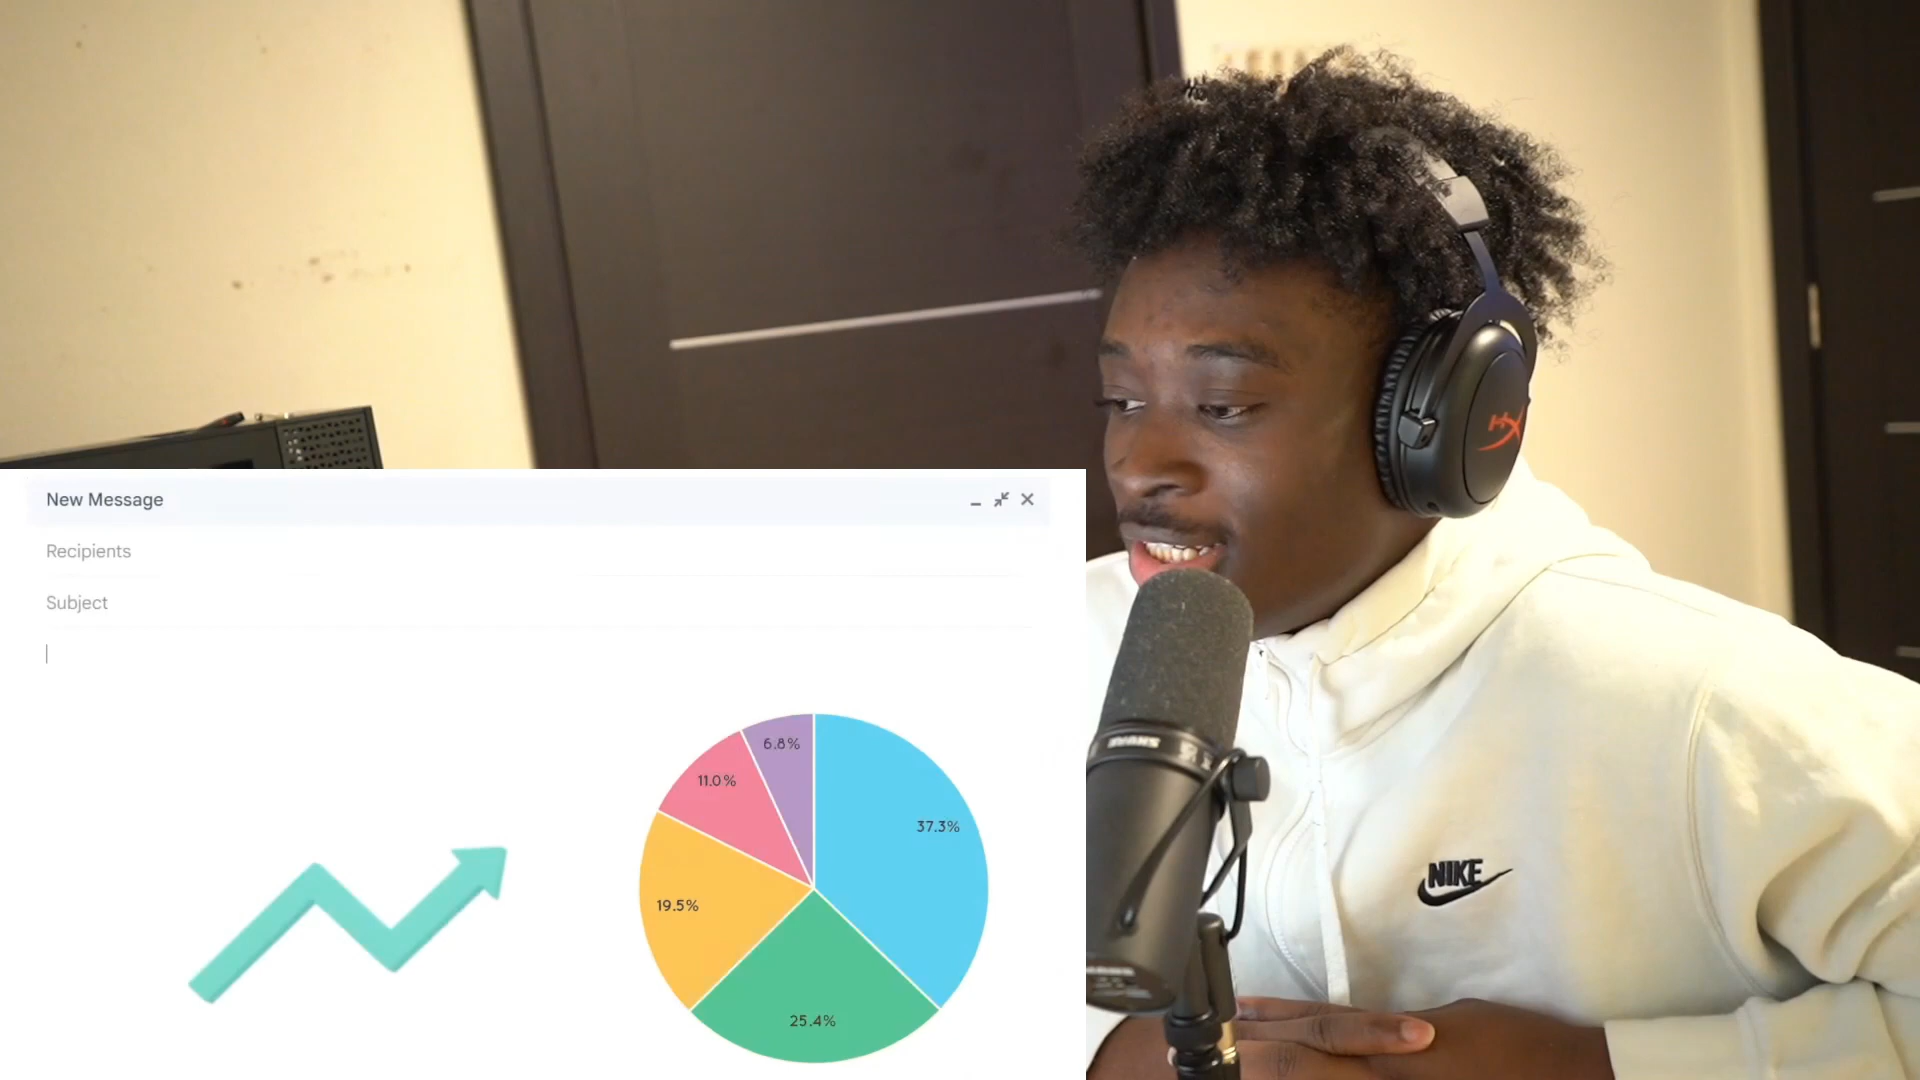 New Message
Recipients
Subject
6.8%
11.0%
37.3%
19.5%
25.4%
HX
NIKE